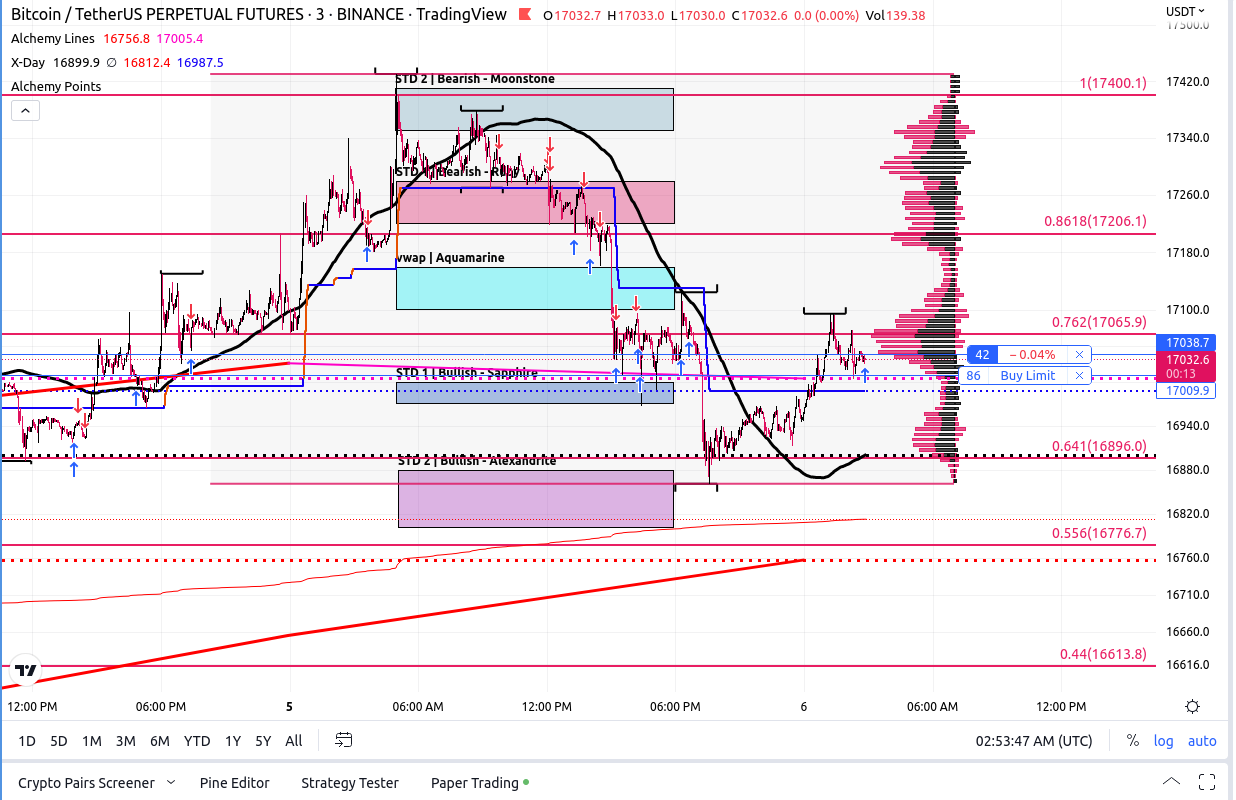 Bitcoin / TetherUS PERPETUAL FUTURES · 3 · BINANCE · TradingView O17032.7 H17033.0 L17030.0 C17032.6 0.0 (0.00%) Vol139.38
USDT
Alchemy Lines 16756.8 17005.4
17500.0
X-Day 16899.9 ∅ 16812.4 16987.5
Alchemy Points
STD 2 | Bearish - Moonstone
1(17400.1)
17420.0
17340.0
STD 1 | Bearish - Ruby
17260.0
0.8618(17206.1)
17180.0
vwap | Aquamarine
17100.0
0.762(17065.9)
17038.7
42 −0.04% ×
17032.6
00:13
STD 1 | Bullish - Sapphire
86 Buy Limit ×
17009.9
16940.0
0.641(16896.0)
STD 2 | Bullish - Alexandrite
16880.0
16820.0
0.556(16776.7)
16760.0
16710.0
16660.0
0.44(16613.8)
16616.0
12:00 PM 06:00 PM 5 06:00 AM 12:00 PM 06:00 PM 6 06:00 AM 12:00 PM
1D 5D 1M 3M 6M YTD 1Y 5Y All 02:53:47 AM (UTC) % log auto
Crypto Pairs Screener Pine Editor Strategy Tester Paper Trading